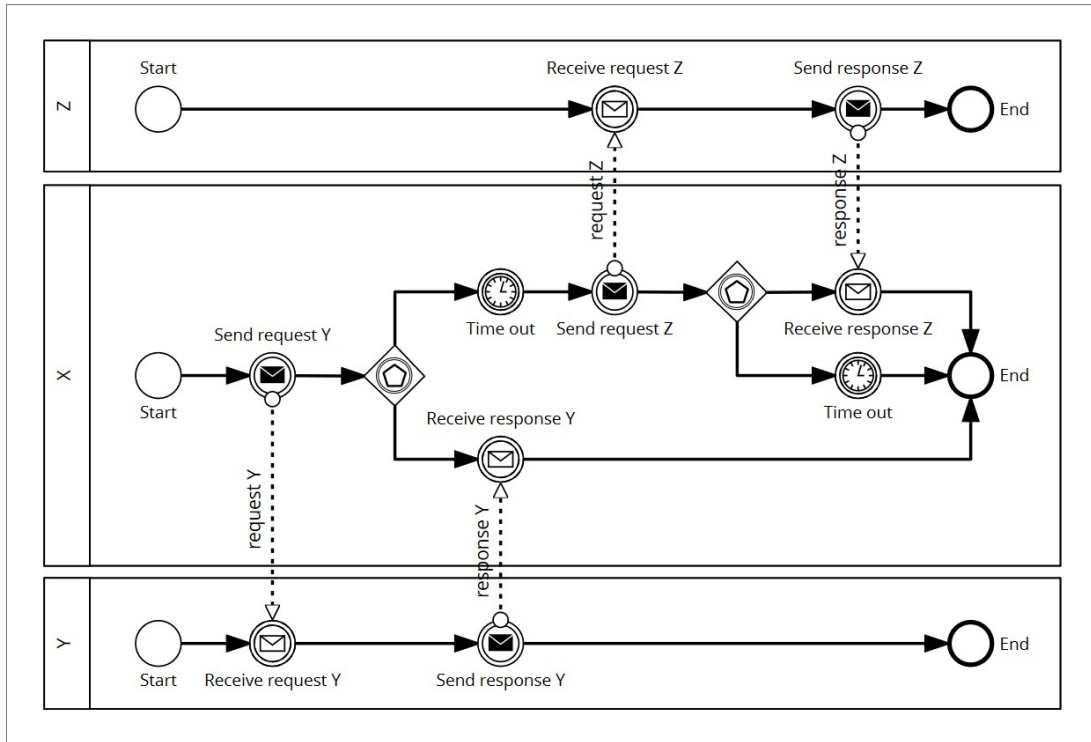 Z
Start
Receive request Z
Send response Z
End
request Z
response Z
X
Send request Y
Start
Time out
Send request Z
Receive response Z
Receive response Y
Time out
End
request Y
response Y
Y
Start
Receive request Y
Send response Y
End